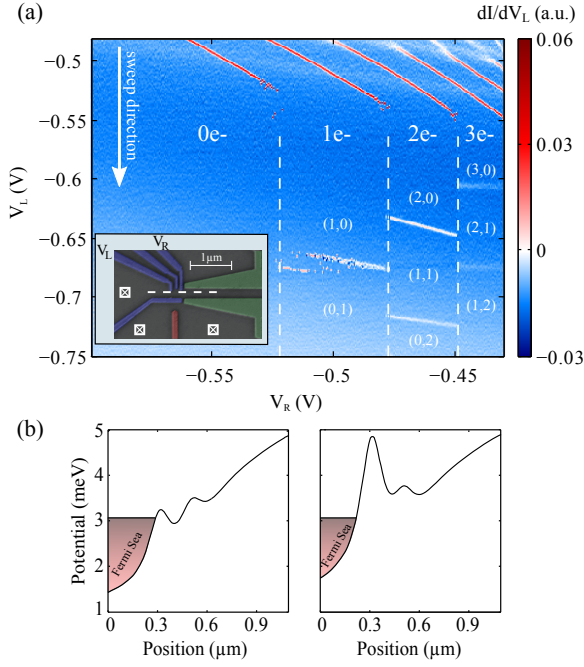 (a)
dI/dV_L (a.u.)
0.06
0.04
0.02
0
−0.03
−0.5
−0.55
−0.6
−0.65
−0.7
−0.75
V_L (V)
sweep direction
0e- 1e- 2e- 3e-
(3,0)
(2,0)
(2,1)
(1,0)
(1,1)
(0,1)
(1,2)
(0,2)
V_R
V_L
1µm
−0.55 −0.5 −0.45
V_R (V)
(b)
Potential (meV)
5
4
3
2
1
Fermi Sea
0 0.3 0.6 0.9
Position (µm)
Fermi Sea
0 0.3 0.6 0.9
Position (µm)